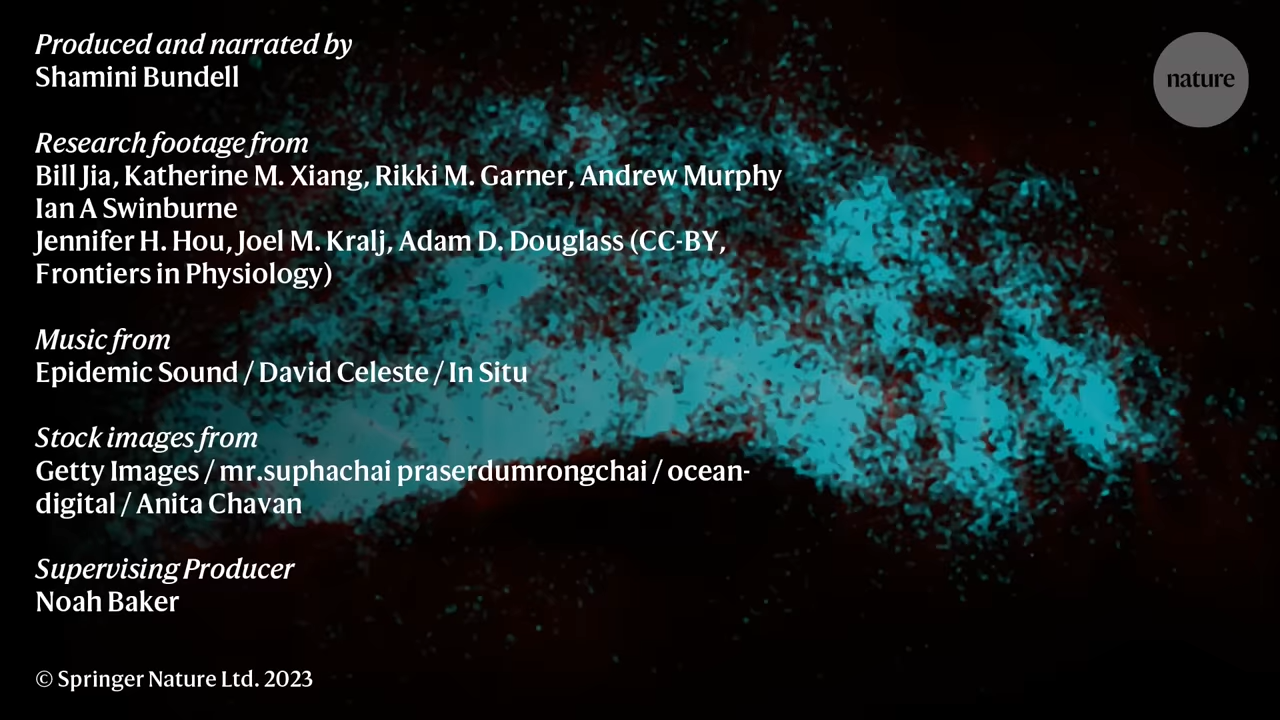 Produced and narrated by
Shamini Bundell
nature
Research footage from
Bill Jia, Katherine M. Xiang, Rikki M. Garner, Andrew Murphy
Ian A Swinburne
Jennifer H. Hou, Joel M. Kralj, Adam D. Douglass (CC-BY,
Frontiers in Physiology)
Music from
Epidemic Sound / David Celeste / In Situ
Stock images from
Getty Images / mr.suphachai praserdumrongchai / ocean-
digital / Anita Chavan
Supervising Producer
Noah Baker
© Springer Nature Ltd. 2023